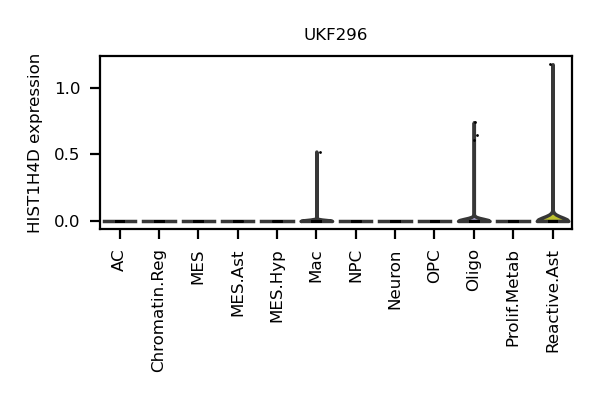 UKF296
HIST1H4D expression
1.0
0.5
0.0
AC
Chromatin.Reg
MES
MES.Ast
MES.Hyp
Mac
NPC
Neuron
OPC
Oligo
Prolif.Metab
Reactive.Ast